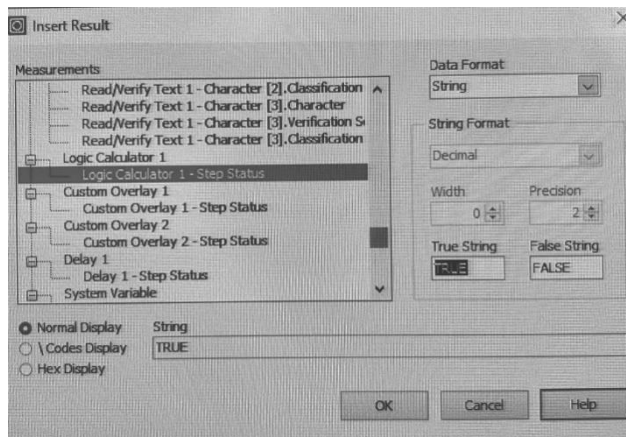 Insert Result
Measurements
Read/Verify Text 1 - Character [2].Classification
Read/Verify Text 1 - Character [3].Character
Read/Verify Text 1 - Character [3].Verification S
Read/Verify Text 1 - Character [3].Classification
Logic Calculator 1
Logic Calculator 1 - Step Status
Custom Overlay 1
Custom Overlay 1 - Step Status
Custom Overlay 2
Custom Overlay 2 - Step Status
Delay 1
Delay 1 - Step Status
System Variable
Data Format
String
String Format
Decimal
Width Precision
0 2
True String False String
TRUE FALSE
Normal Display
\Codes Display
Hex Display
String
TRUE
OK Cancel Help